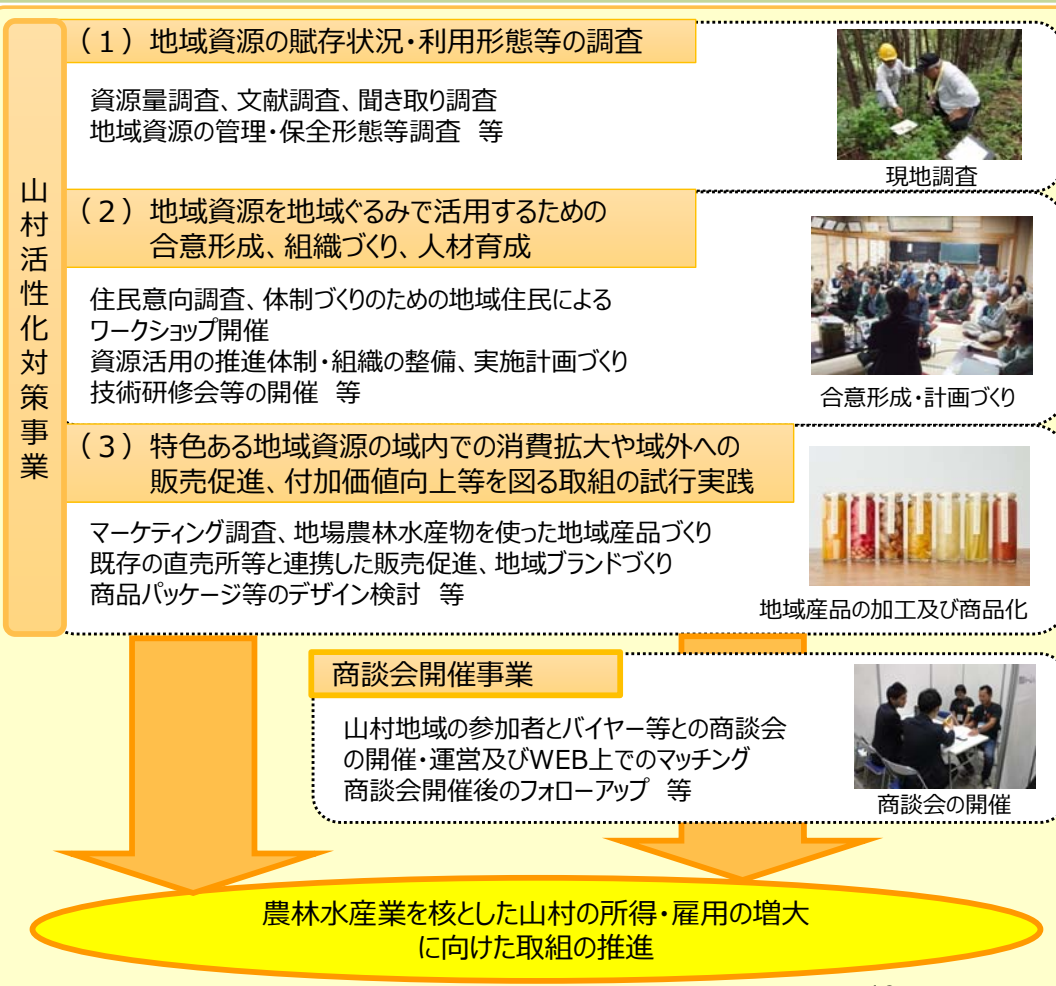 山村活性化対策事業
（１）地域資源の賦存状況・利用形態等の調査
資源量調査、文献調査、聞き取り調査
地域資源の管理・保全形態等調査　等
現地調査
（２）地域資源を地域ぐるみで活用するための
合意形成、組織づくり、人材育成
住民意向調査、体制づくりのための地域住民による
ワークショップ開催
資源活用の推進体制・組織の整備、実施計画づくり
技術研修会等の開催　等
合意形成・計画づくり
（３）特色ある地域資源の域内での消費拡大や域外への
販売促進、付加価値向上等を図る取組の試行実践
マーケティング調査、地場農林水産物を使った地域産品づくり
既存の直売所等と連携した販売促進、地域ブランドづくり
商品パッケージ等のデザイン検討　等
地域産品の加工及び商品化
商談会開催事業
山村地域の参加者とバイヤー等との商談会
の開催・運営及びWEB上でのマッチング
商談会開催後のフォローアップ　等
商談会の開催
農林水産業を核とした山村の所得・雇用の増大
に向けた取組の推進